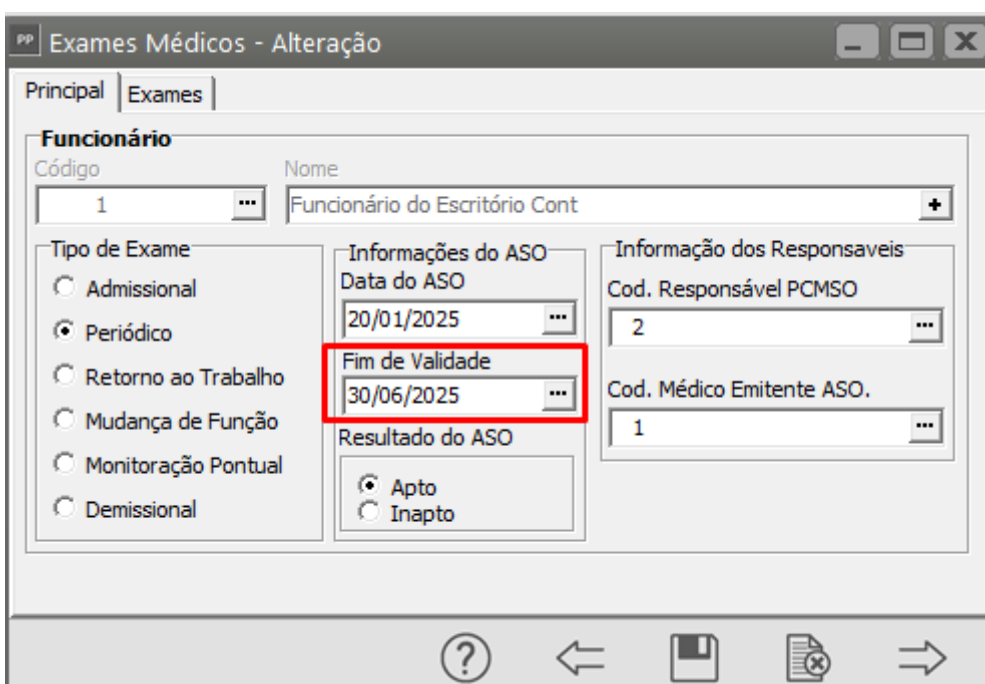 PP Exames Médicos - Alteração
Principal Exames
Funcionário
Código Nome
1 ... Funcionário do Escritório Cont +
Tipo de Exame
Admissional
Periódico
Retorno ao Trabalho
Mudança de Função
Monitoração Pontual
Demissional
Informações do ASO
Data do ASO
20/01/2025 ...
Fim de Validade
30/06/2025 ...
Resultado do ASO
Apto
Inapto
Informação dos Responsaveis
Cod. Responsável PCMSO
2 ...
Cod. Médico Emitente ASO.
1 ...
?